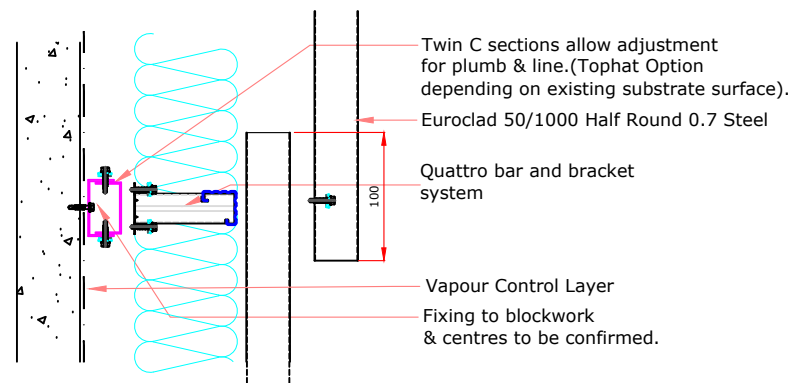 Twin C sections allow adjustment
for plumb & line.(Tophat Option
depending on existing substrate surface).
Euroclad 50/1000 Half Round 0.7 Steel
Quattro bar and bracket
system
100
Vapour Control Layer
Fixing to blockwork
& centres to be confirmed.